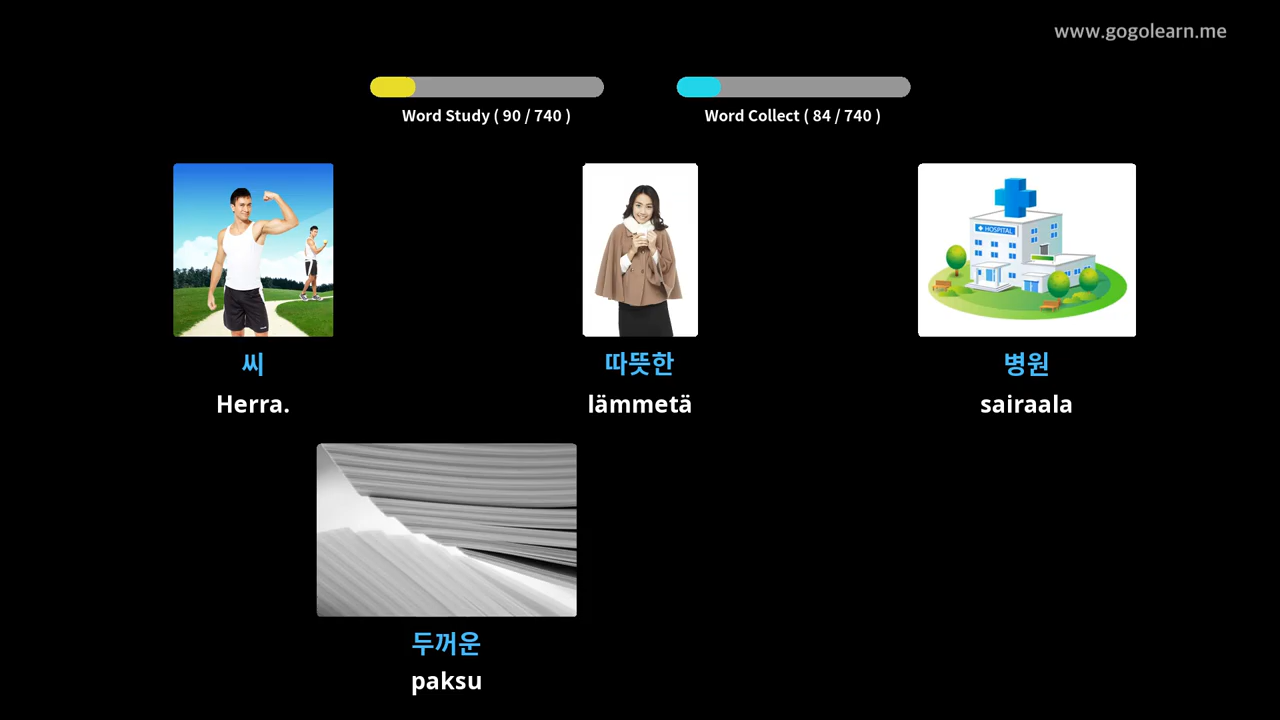 www.gogolearn.me
Word Study ( 90 / 740 )
Word Collect ( 84 / 740 )
HOSPITAL
씨
Herra.
따뜻한
lämmetä
병원
sairaala
두꺼운
paksu